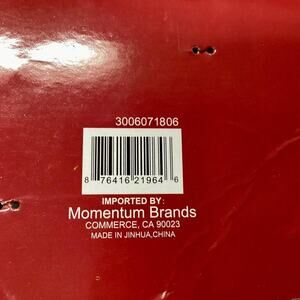 3006071806
8 76416 21964 6
IMPORTED BY:
Momentum Brands
COMMERCE, CA 90023
MADE IN JINHUA,CHINA